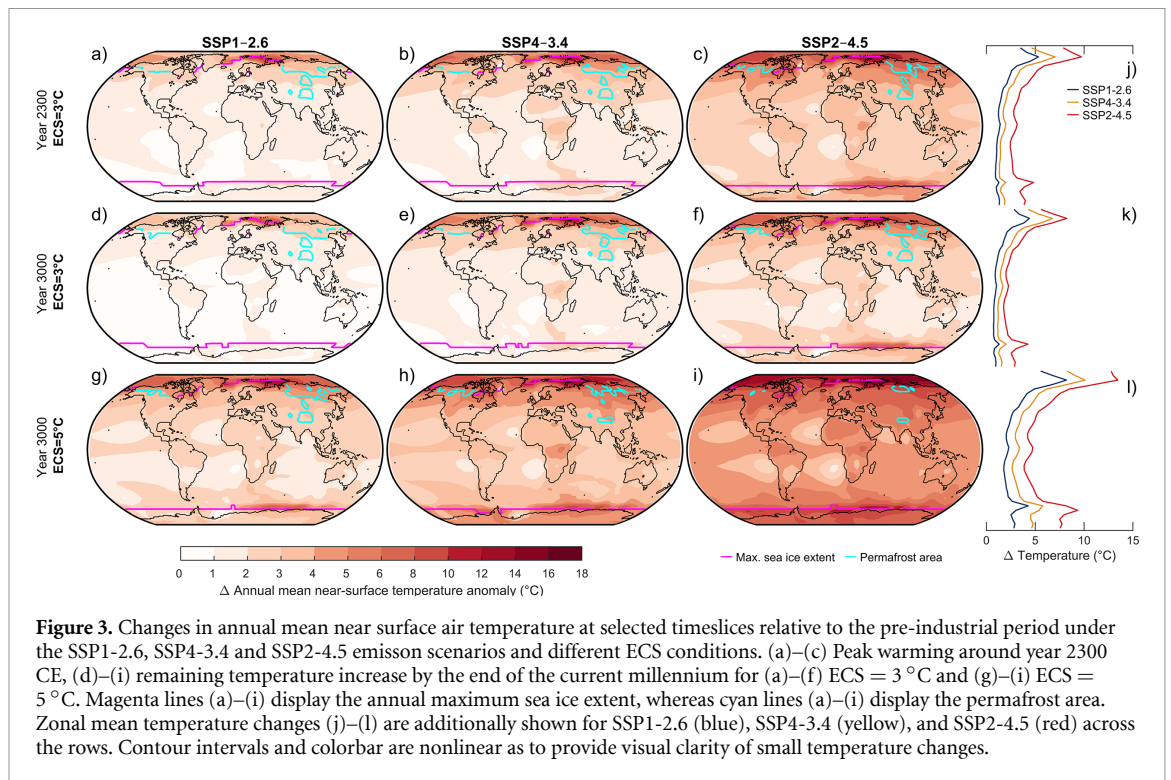 SSP1−2.6 SSP4−3.4 SSP2−4.5
a) b) c) j)
SSP1-2.6
SSP4-3.4
SSP2-4.5
Year 2300
ECS=3°C
d) e) f) k)
Year 3000
ECS=3°C
g) h) i) l)
Year 3000
ECS=5°C
0 1 2 3 4 5 6 8 10 12 14 16 18
Δ Annual mean near-surface temperature anomaly (°C)
Max. sea ice extent Permafrost area
0 5 10 15
Δ Temperature (°C)
Figure 3. Changes in annual mean near surface air temperature at selected timeslices relative to the pre-industrial period under
the SSP1-2.6, SSP4-3.4 and SSP2-4.5 emisson scenarios and different ECS conditions. (a)–(c) Peak warming around year 2300
CE, (d)–(i) remaining temperature increase by the end of the current millennium for (a)–(f) ECS = 3 °C and (g)–(i) ECS =
5 °C. Magenta lines (a)–(i) display the annual maximum sea ice extent, whereas cyan lines (a)–(i) display the permafrost area.
Zonal mean temperature changes (j)–(l) are additionally shown for SSP1-2.6 (blue), SSP4-3.4 (yellow), and SSP2-4.5 (red) across
the rows. Contour intervals and colorbar are nonlinear as to provide visual clarity of small temperature changes.